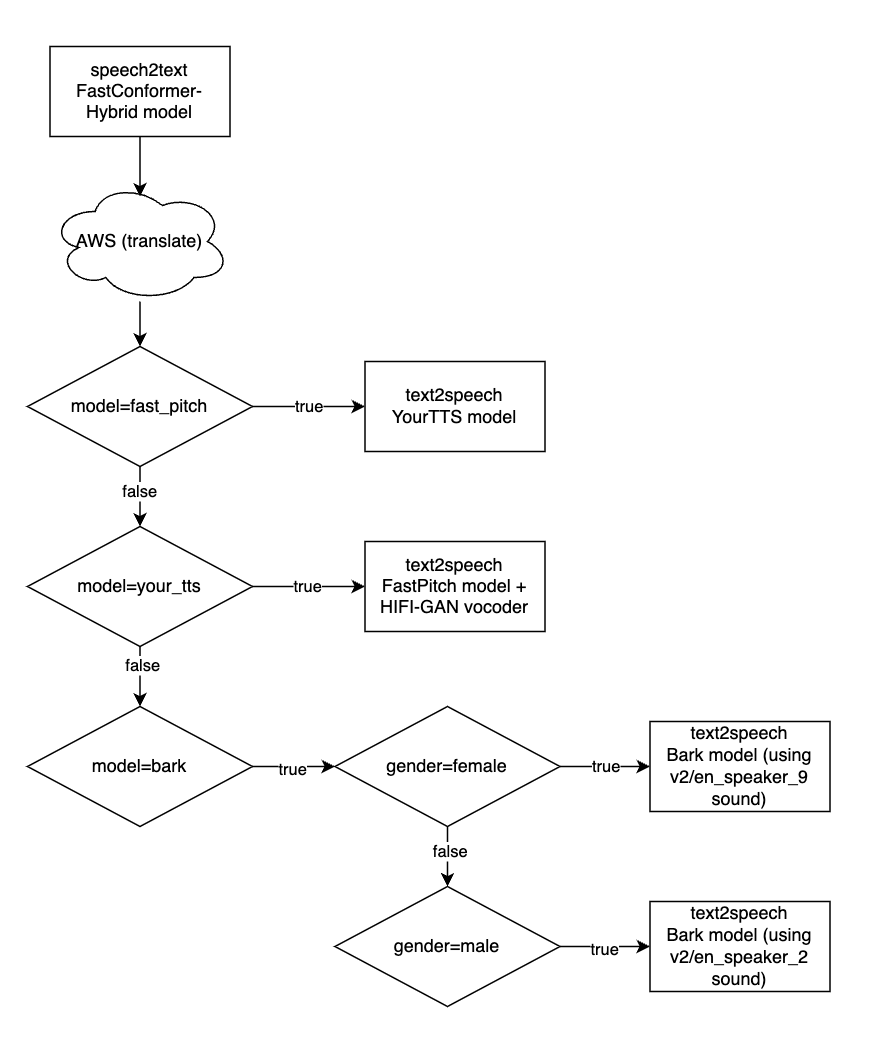 speech2text
FastConformer-
Hybrid model
AWS (translate)
model=fast_pitch
true
text2speech
YourTTS model
false
model=your_tts
true
text2speech
FastPitch model +
HIFI-GAN vocoder
false
model=bark
true
gender=female
true
text2speech
Bark model (using
v2/en_speaker_9
sound)
false
gender=male
true
text2speech
Bark model (using
v2/en_speaker_2
sound)